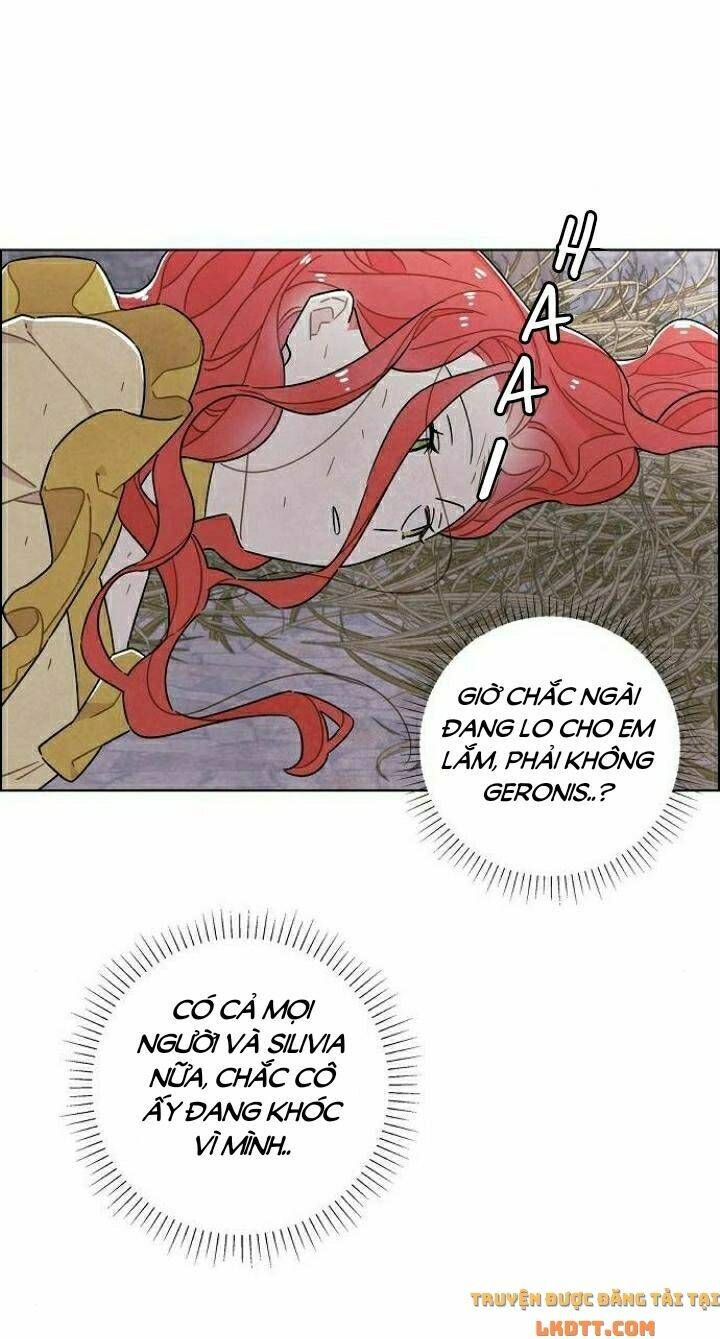 HAAI
GIỜ CHẮC NGÀI
ĐANG LO CHO EM
LẮM, PHẢI KHÔNG
GERONIS..?
CÓ CẢ MỌI
NGƯỜI VÀ SILIVIA
NỮA, CHẮC CÔ
ẤY ĐANG KHÓC
VÌ MÌNH..
TRUYỆN ĐƯỢC ĐĂNG TẢI TẠI
LKDTT.COM